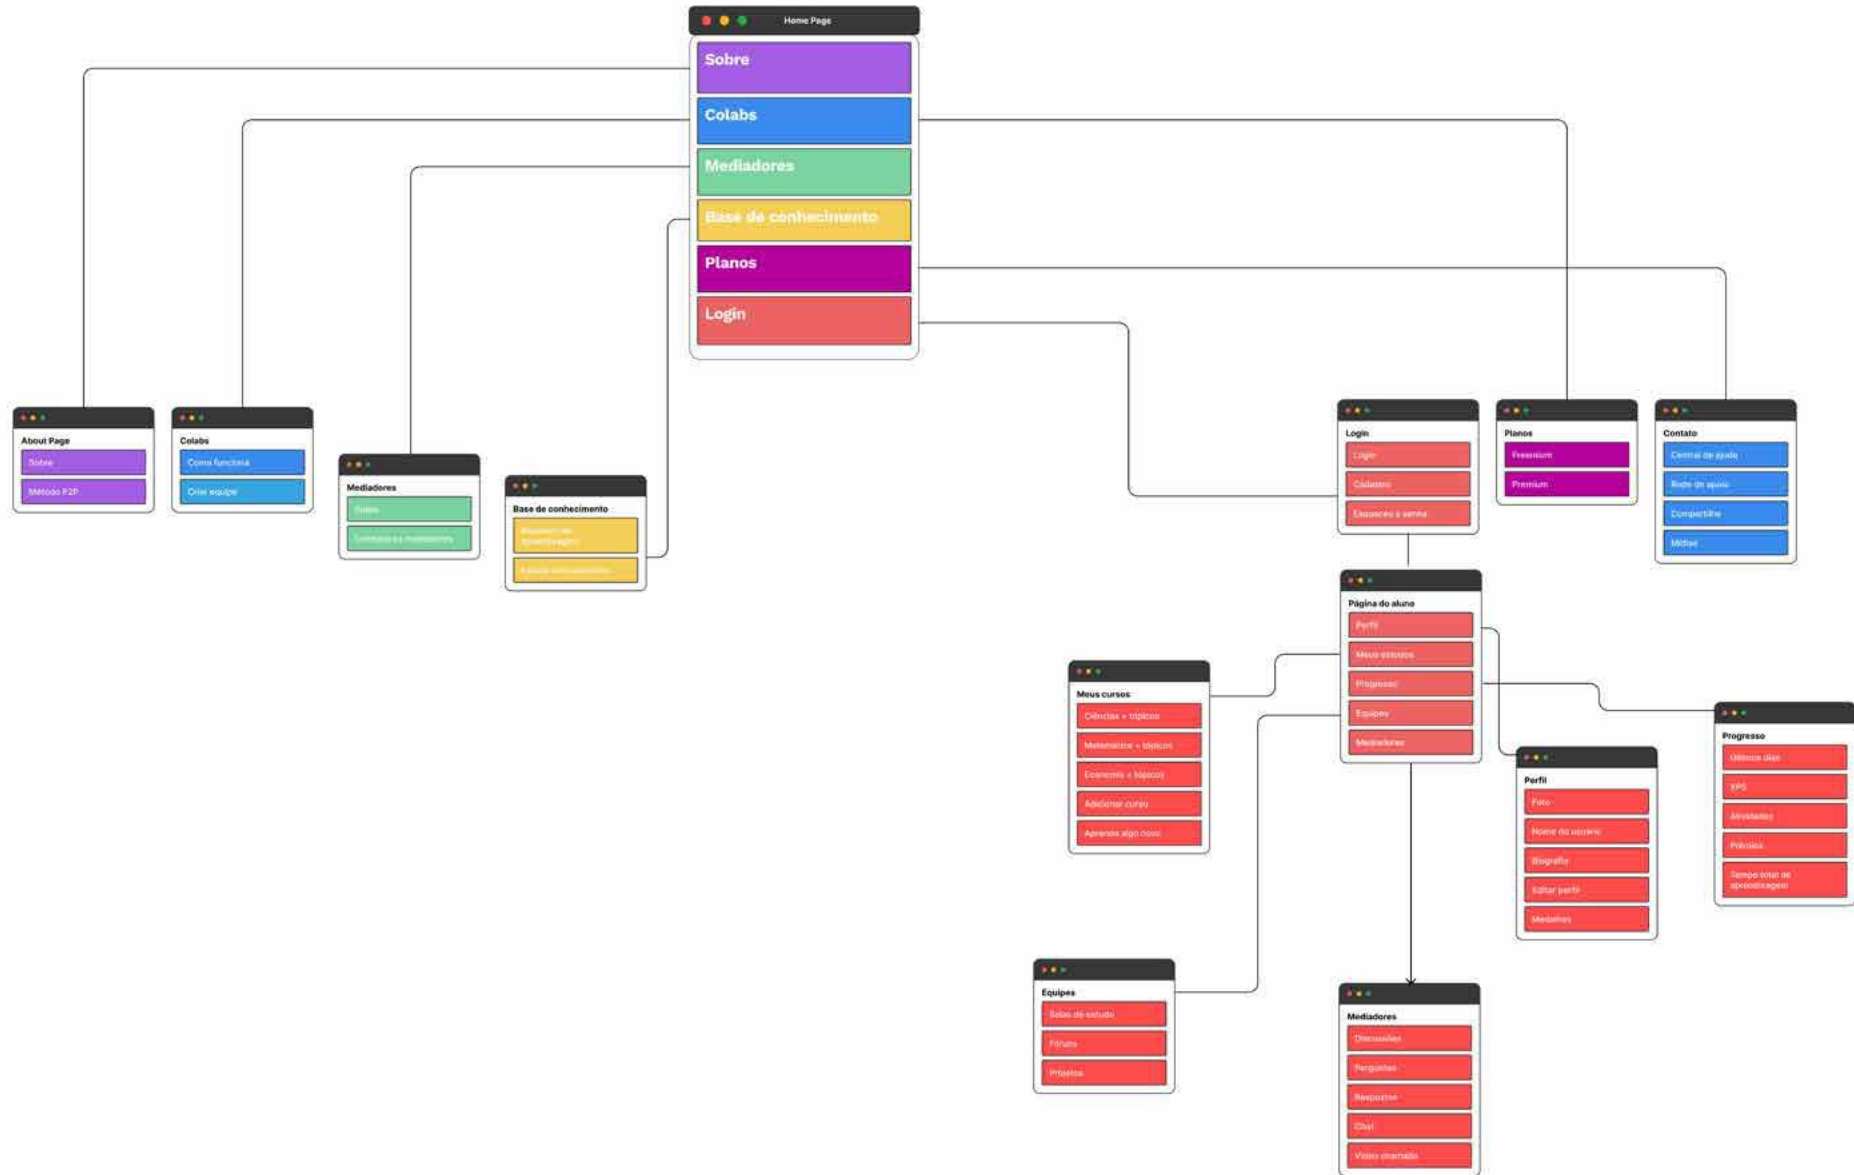 Home Page
Sobre
Colabs
Mediadores
Base de conhecimento
Planos
Login
About Page
Sobre
Método P2P
Colabs
Como funciona
Criar equipe
Mediadores
Sobre
Conheça os mediadores
Base de conhecimento
aprendizagem
Login
Login
Cadastro
Esqueceu a senha
Planos
Freemium
Premium
Contato
Central de ajuda
Rede de apoio
Compartilhe
Mídias
Página do aluno
Perfil
Meus estudos
Progresso
Equipes
Mediadores
Meus cursos
Ciências + tópicos
Matemática + tópicos
Economia + tópicos
Adicionar curso
Aprenda algo novo
Perfil
Foto
Nome do usuário
Biografia
Editar perfil
Medalhas
Progresso
Últimos dias
XPS
Atividades
Prêmios
Tempo total de
aprendizagem
Equipes
Salas de estudo
Fóruns
Projetos
Mediadores
Discussões
Perguntas
Respostas
Chat
Vídeo chamada